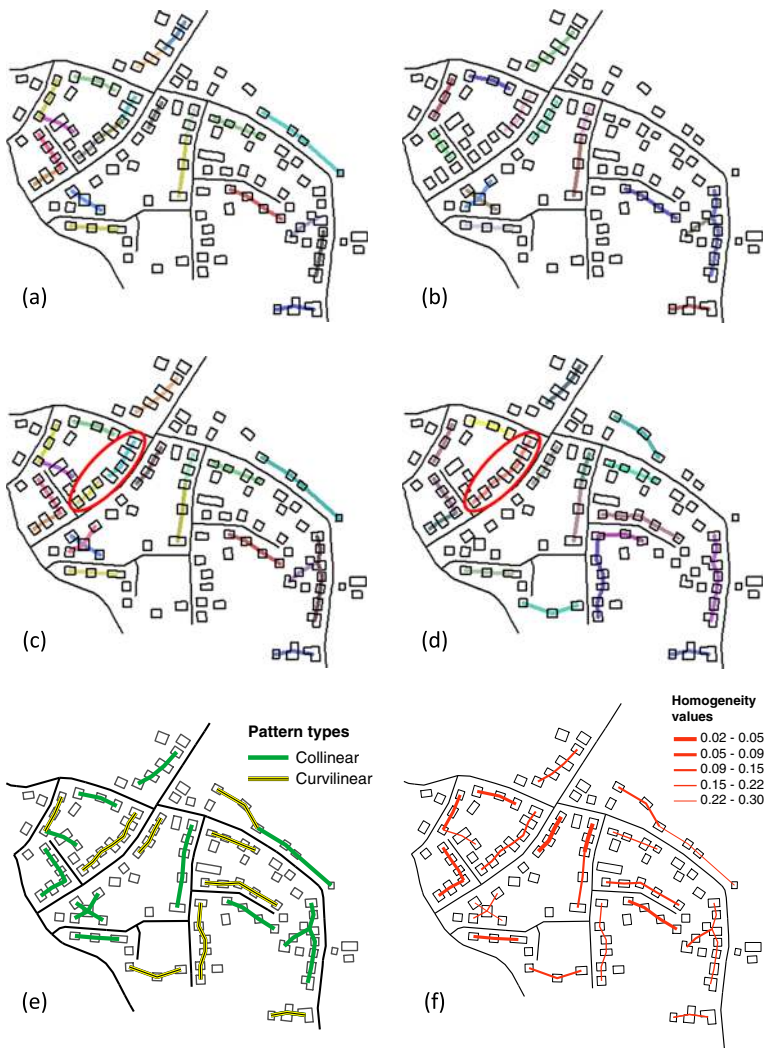 (a)
(b)
(c)
(d)
Pattern types
Collinear
Curvilinear
(e)
Homogeneity
values
0.02 - 0.05
0.05 - 0.09
0.09 - 0.15
0.15 - 0.22
0.22 - 0.30
(f)